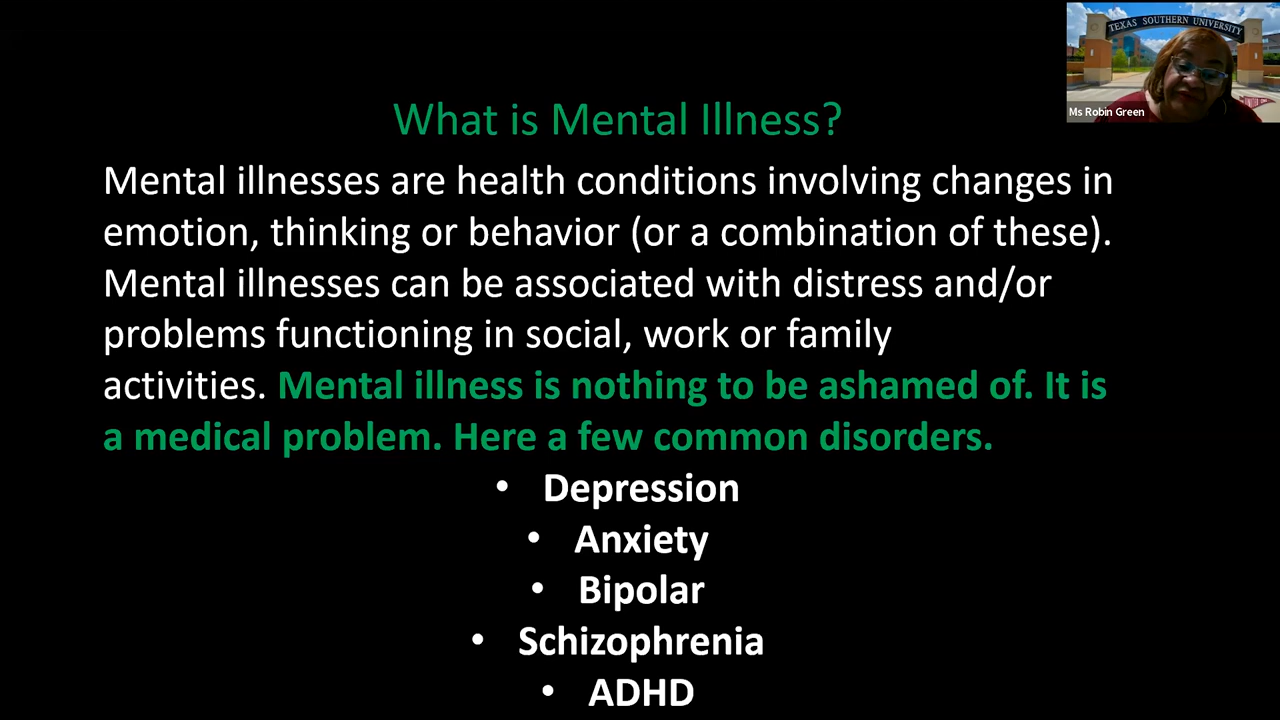 TEXAS SOUTHERN UNIVERSITY
Ms Robin Green
What is Mental Illness?
Mental illnesses are health conditions involving changes in
emotion, thinking or behavior (or a combination of these).
Mental illnesses can be associated with distress and/or
problems functioning in social, work or family
activities. Mental illness is nothing to be ashamed of. It is
a medical problem. Here a few common disorders.
• Depression
• Anxiety
• Bipolar
• Schizophrenia
• ADHD